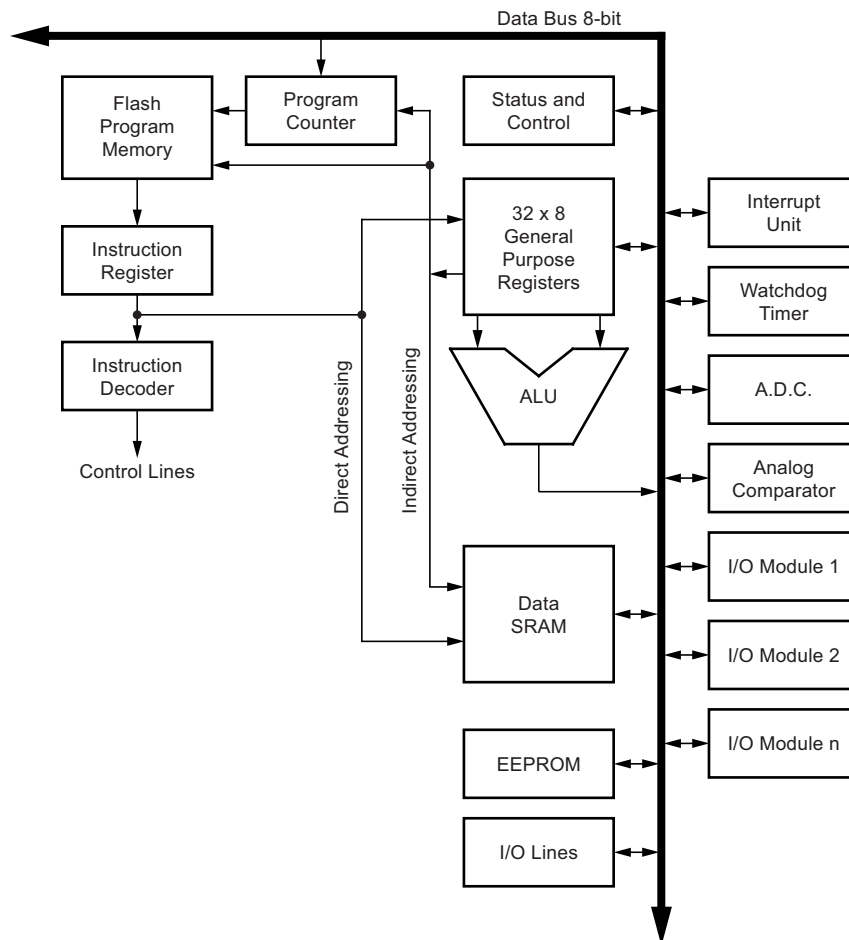 Data Bus 8-bit
Flash
Program
Memory
Program
Counter
Status and
Control
32 x 8
General
Purpose
Registers
Interrupt
Unit
Instruction
Register
Watchdog
Timer
Instruction
Decoder
ALU
A.D.C.
Control Lines
Direct Addressing
Indirect Addressing
Analog
Comparator
I/O Module 1
Data
SRAM
I/O Module 2
I/O Module n
EEPROM
I/O Lines